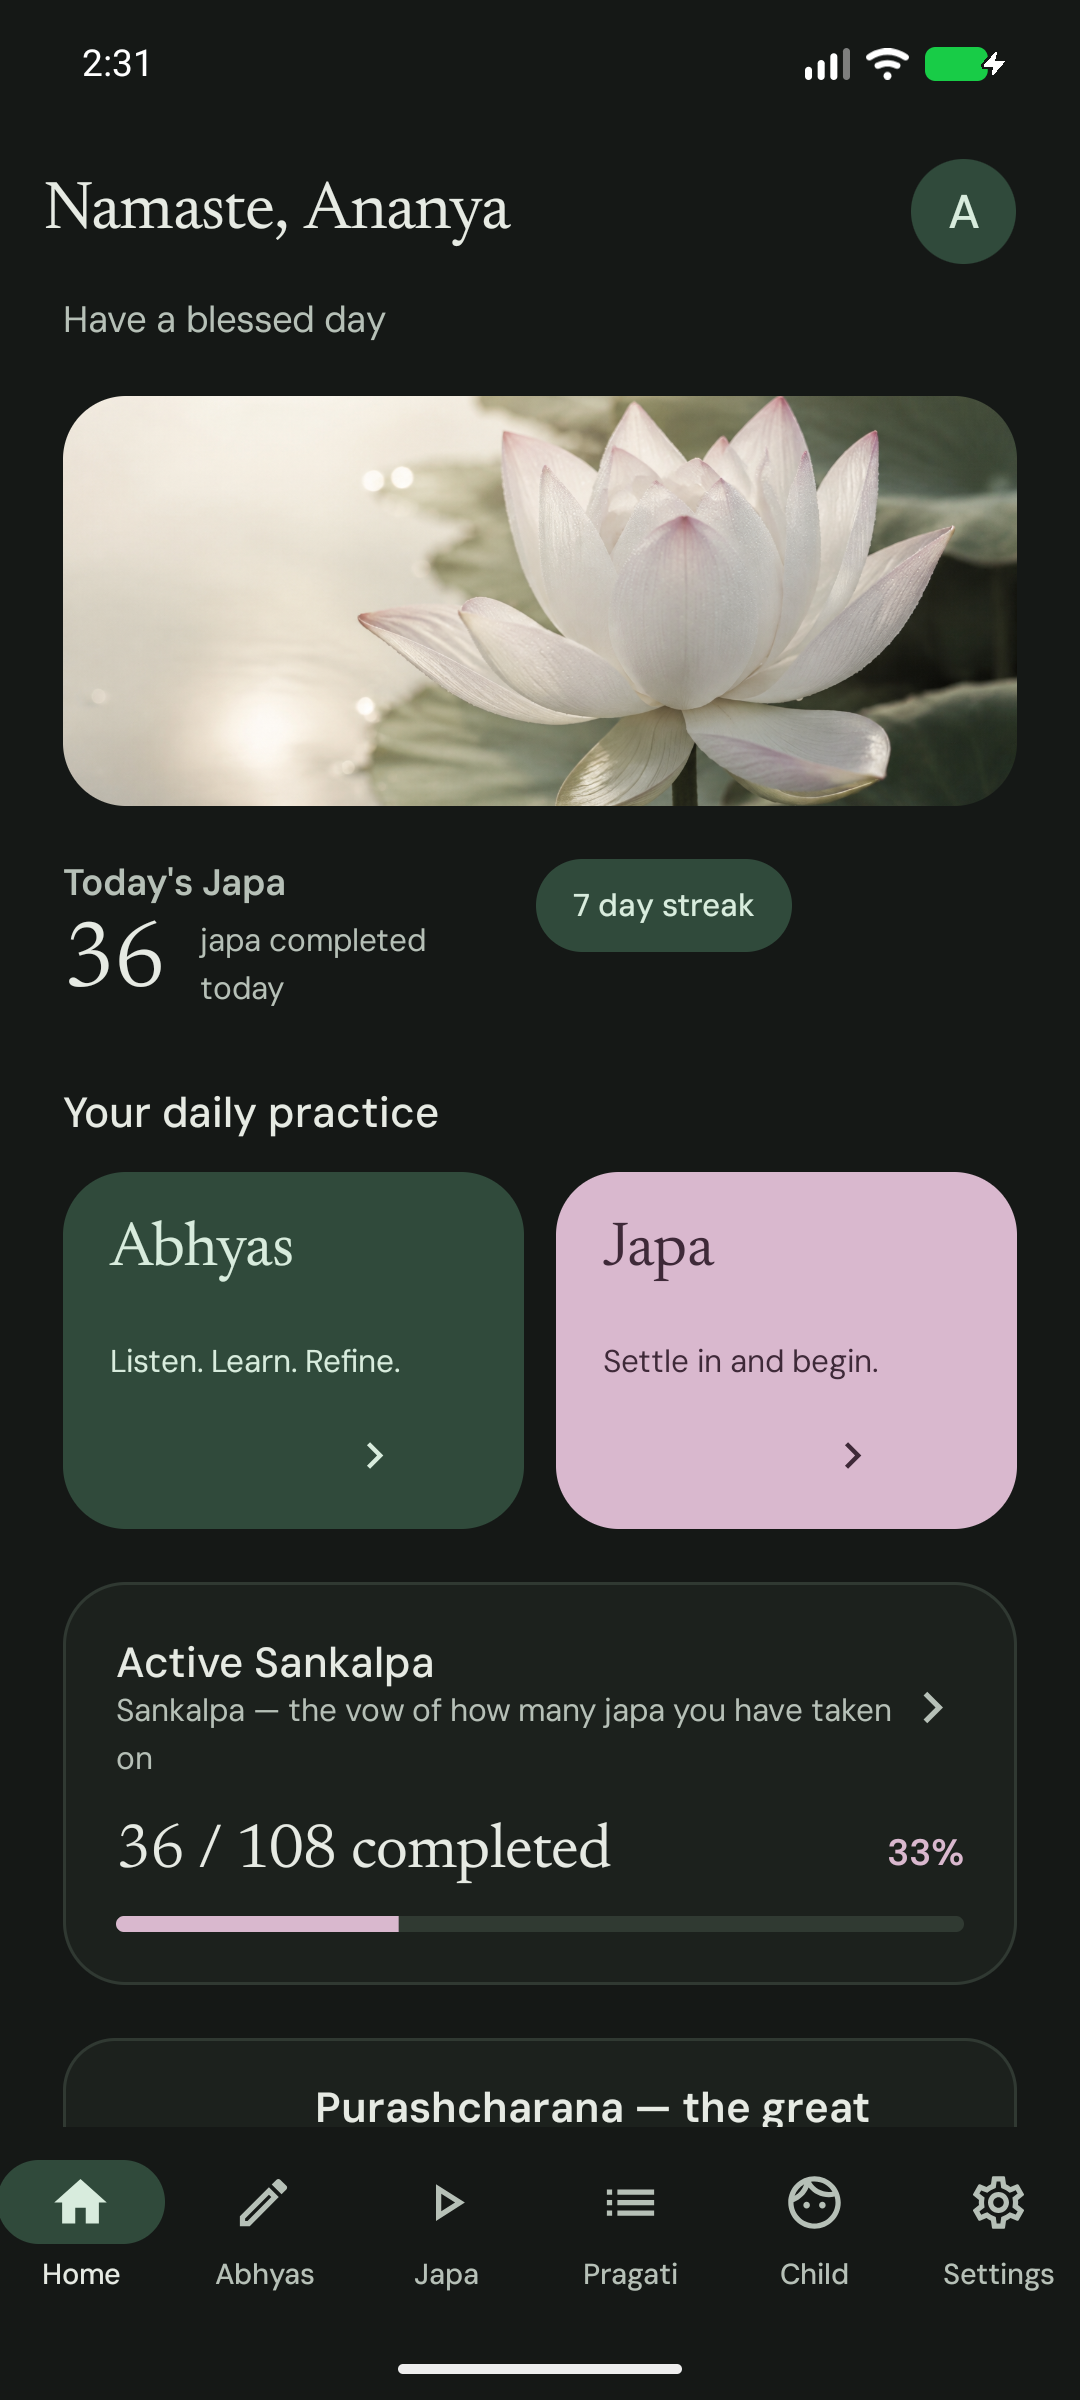 2:31
Namaste, Ananya
A
Have a blessed day
Today's Japa
36
japa completed
today
7 day streak
Your daily practice
Abhyas
Listen. Learn. Refine.
Japa
Settle in and begin.
Active Sankalpa
Sankalpa — the vow of how many japa you have taken
on
36 / 108 completed
33%
Purashcharana — the great
Home
Abhyas
Japa
Pragati
Child
Settings